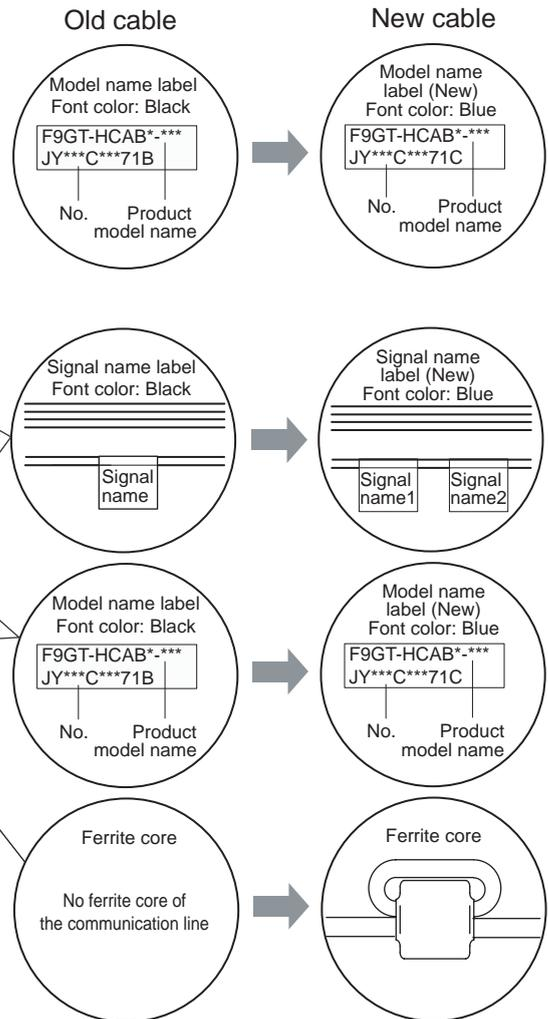 Old cable
New cable
Model name label
Font color: Black
F9GT-HCAB*-***
JY***C***71B
No.
Product
model name
Model name
label (New)
Font color: Blue
F9GT-HCAB*-***
JY***C***71C
No.
Product
model name
Signal name label
Font color: Black
Signal
name
Signal name
label (New)
Font color: Blue
Signal
name1
Signal
name2
Model name label
Font color: Black
F9GT-HCAB*-***
JY***C***71B
No.
Product
model name
Model name
label (New)
Font color: Blue
F9GT-HCAB*-***
JY***C***71C
No.
Product
model name
Ferrite core
No ferrite core of
the communication line
Ferrite core